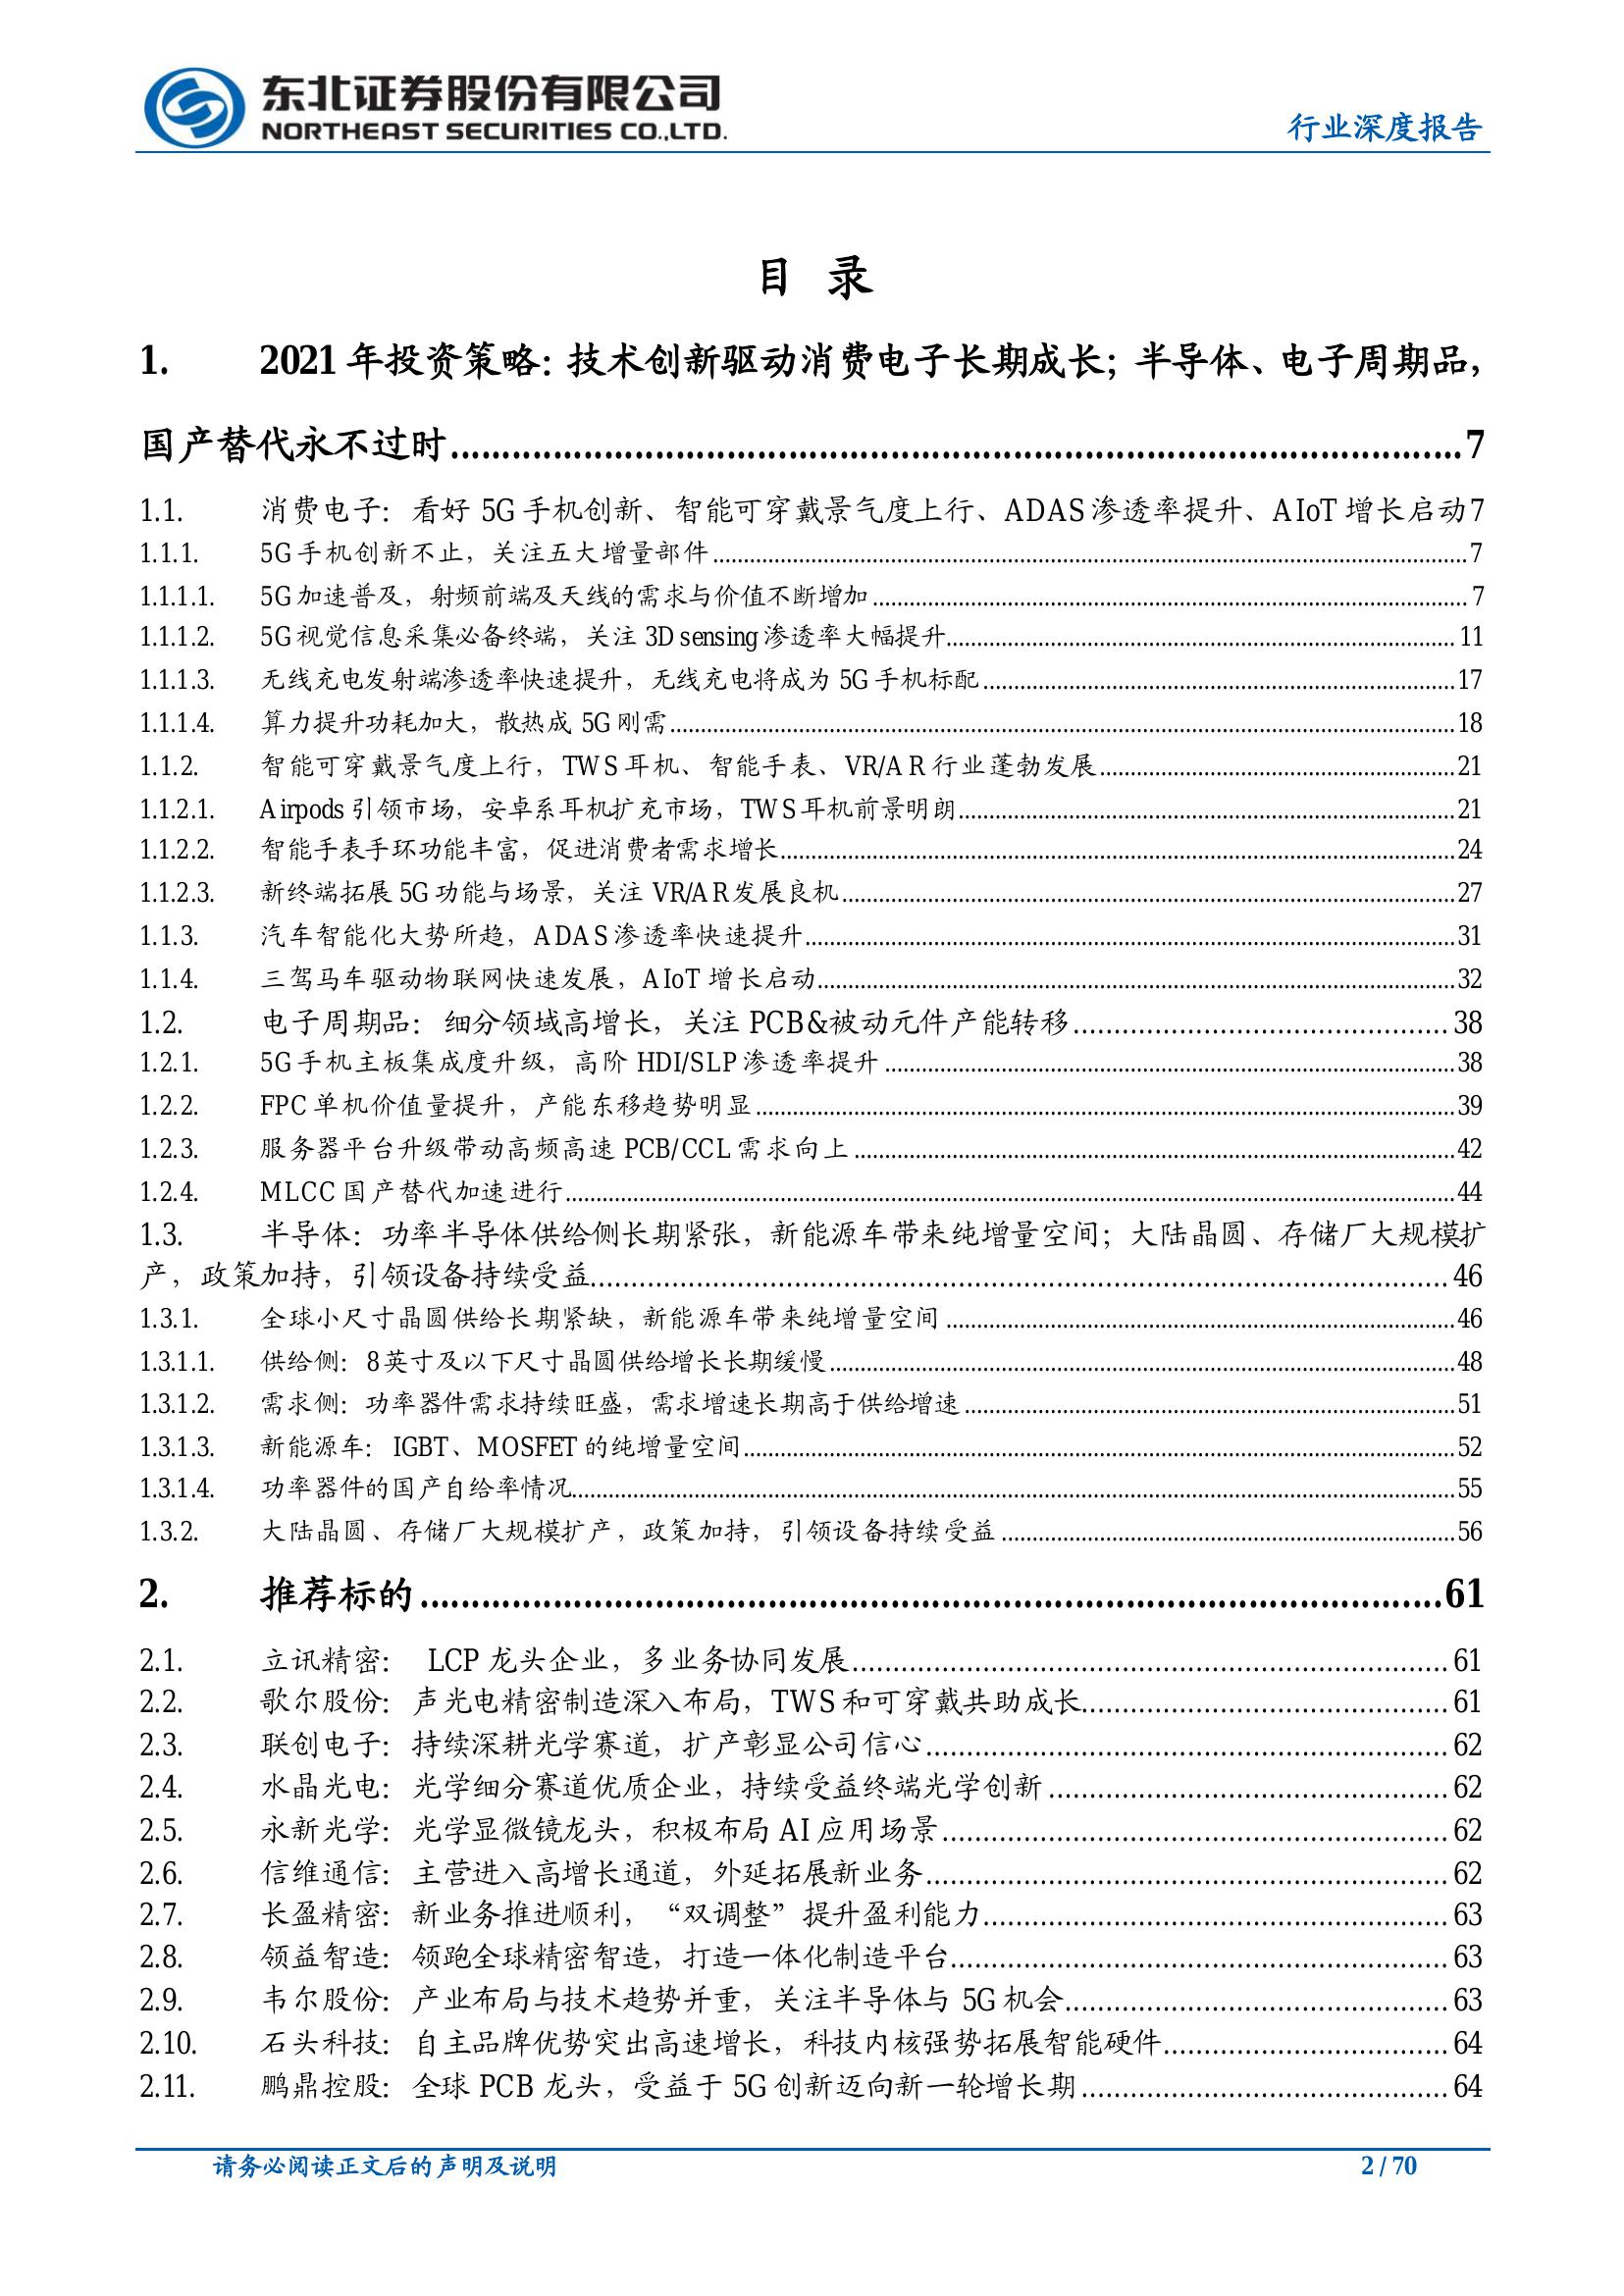 东北证券股份有限公司
NORTHEAST SECURITIES CO.,LTD.
行业深度报告
目 录
1. 2021 年投资策略：技术创新驱动消费电子长期成长；半导体、电子周期品，
国产替代永不过时 7
1.1. 消费电子：看好 5G 手机创新、智能可穿戴景气度上行、ADAS 渗透率提升、AIoT 增长启动 7
1.1.1. 5G 手机创新不止，关注五大增量部件 7
1.1.1.1. 5G 加速普及，射频前端及天线的需求与价值不断增加 7
1.1.1.2. 5G 视觉信息采集必备终端，关注 3D sensing 渗透率大幅提升 11
1.1.1.3. 无线充电发射端渗透率快速提升，无线充电将成为 5G 手机标配 17
1.1.1.4. 算力提升功耗加大，散热成 5G 刚需 18
1.1.2. 智能可穿戴景气度上行，TWS 耳机、智能手表、VR/AR 行业蓬勃发展 21
1.1.2.1. Airpods 引领市场，安卓系耳机扩充市场，TWS 耳机前景明朗 21
1.1.2.2. 智能手表手环功能丰富，促进消费者需求增长 24
1.1.2.3. 新终端拓展 5G 功能与场景，关注 VR/AR 发展良机 27
1.1.3. 汽车智能化大势所趋，ADAS 渗透率快速提升 31
1.1.4. 三驾马车驱动物联网快速发展，AIoT 增长启动 32
1.2. 电子周期品：细分领域高增长，关注 PCB&被动元件产能转移 38
1.2.1. 5G 手机主板集成度升级，高阶 HDI/SLP 渗透率提升 38
1.2.2. FPC 单机价值量提升，产能东移趋势明显 39
1.2.3. 服务器平台升级带动高频高速 PCB/CCL 需求向上 42
1.2.4. MLCC 国产替代加速进行 44
1.3. 半导体：功率半导体供给侧长期紧张，新能源车带来纯增量空间；大陆晶圆、存储厂大规模扩
产，政策加持，引领设备持续受益 46
1.3.1. 全球小尺寸晶圆供给长期紧缺，新能源车带来纯增量空间 46
1.3.1.1. 供给侧：8 英寸及以下尺寸晶圆供给增长长期缓慢 48
1.3.1.2. 需求侧：功率器件需求持续旺盛，需求增速长期高于供给增速 51
1.3.1.3. 新能源车：IGBT、MOSFET 的纯增量空间 52
1.3.1.4. 功率器件的国产自给率情况 55
1.3.2. 大陆晶圆、存储厂大规模扩产，政策加持，引领设备持续受益 56
2. 推荐标的 61
2.1. 立讯精密： LCP 龙头企业，多业务协同发展 61
2.2. 歌尔股份：声光电精密制造深入布局，TWS 和可穿戴共助成长 61
2.3. 联创电子：持续深耕光学赛道，扩产彰显公司信心 62
2.4. 水晶光电：光学细分赛道优质企业，持续受益终端光学创新 62
2.5. 永新光学：光学显微镜龙头，积极布局 AI 应用场景 62
2.6. 信维通信：主营进入高增长通道，外延拓展新业务 62
2.7. 长盈精密：新业务推进顺利，“双调整”提升盈利能力 63
2.8. 领益智造：领跑全球精密智造，打造一体化制造平台 63
2.9. 韦尔股份：产业布局与技术趋势并重，关注半导体与 5G 机会 63
2.10. 石头科技：自主品牌优势突出高速增长，科技内核强势拓展智能硬件 64
2.11. 鹏鼎控股：全球 PCB 龙头，受益于 5G 创新迈向新一轮增长期 64
请务必阅读正文后的声明及说明
2 / 70